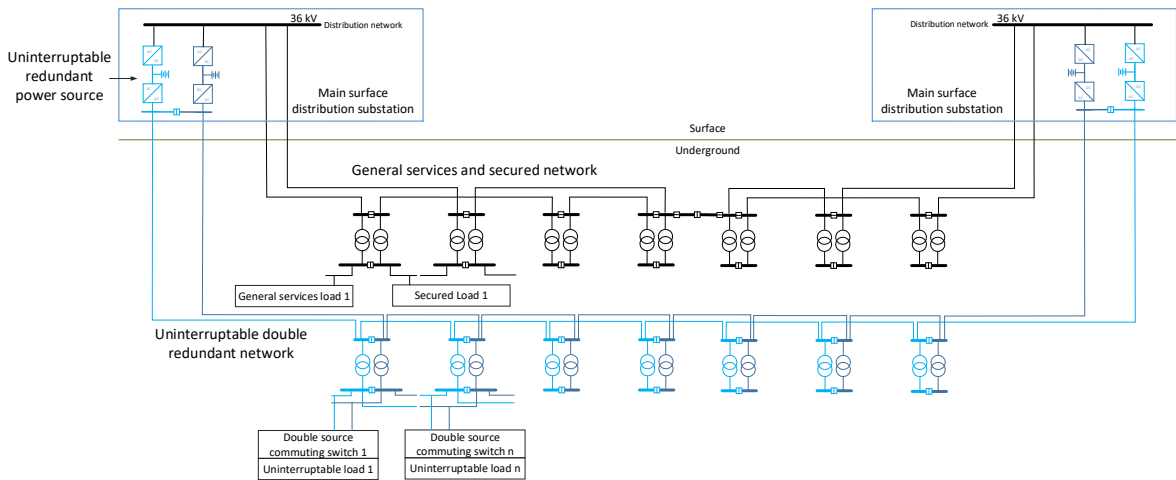 36 kV
Distribution network
36 kV
Distribution network
Uninterruptable
redundant
power source
Main surface
distribution substation
Main surface
distribution substation
Surface
Underground
General services and secured network
General services load 1
Secured Load 1
Uninterruptable double
redundant network
Double source
commuting switch 1
Uninterruptable load 1
Double source
commuting switch n
Uninterruptable load n